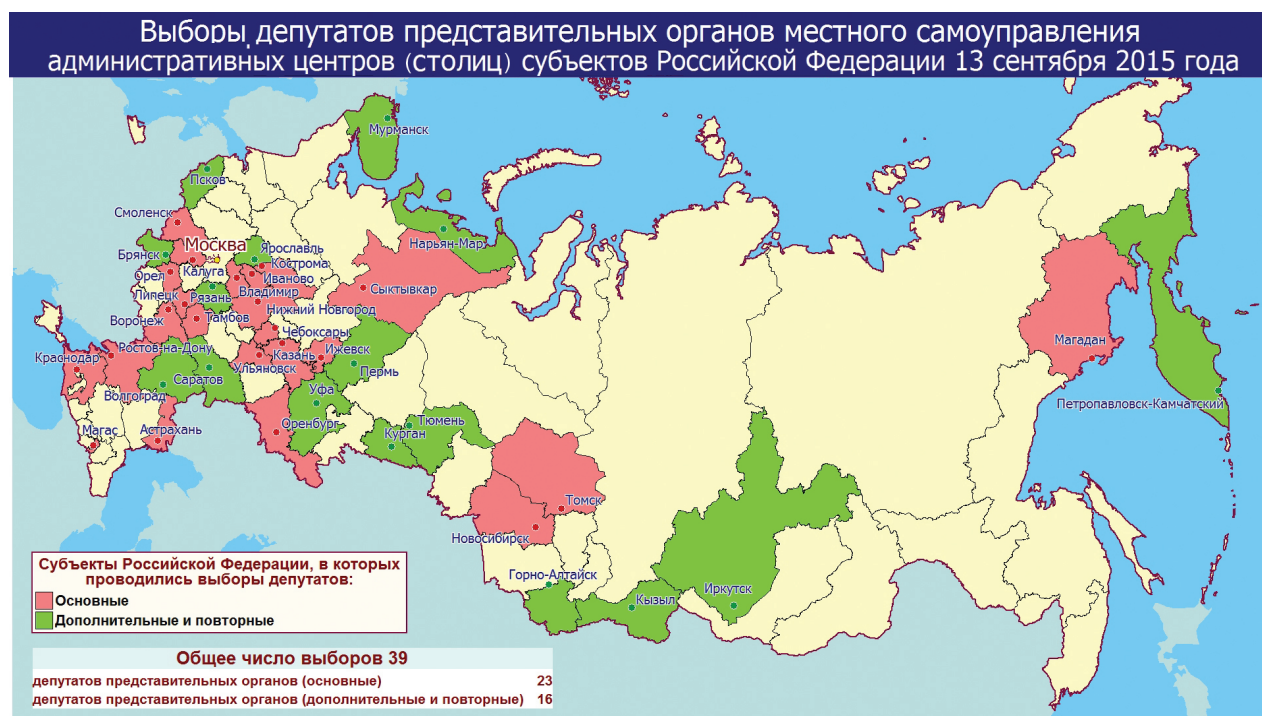 Выборы депутатов представительных органов местного самоуправления
административных центров (столиц) субъектов Российской Федерации 13 сентября 2015 года
Мурманск
Псков
Смоленск
Москва
Ярославль
Нарьян-Мар
Брянск
Кострома
Орел
Калуга
Иваново
Сыктывкар
Липецк
Рязань
Владимир
Нижний Новгород
Воронеж
Тамбов
Чебоксары
Магадан
Краснодар
Ростов-на-Дону
Казань
Ижевск
Ульяновск
Пермь
Саратов
Волгоград
Уфа
Петропавловск-Камчатский
Магас
Астрахань
Оренбург
Тюмень
Курган
Томск
Новосибирск
Горно-Алтайск
Кызыл
Иркутск
Субъекты Российской Федерации, в которых
проводились выборы депутатов:
Основные
Дополнительные и повторные
Общее число выборов 39
депутатов представительных органов (основные) 23
депутатов представительных органов (дополнительные и повторные) 16